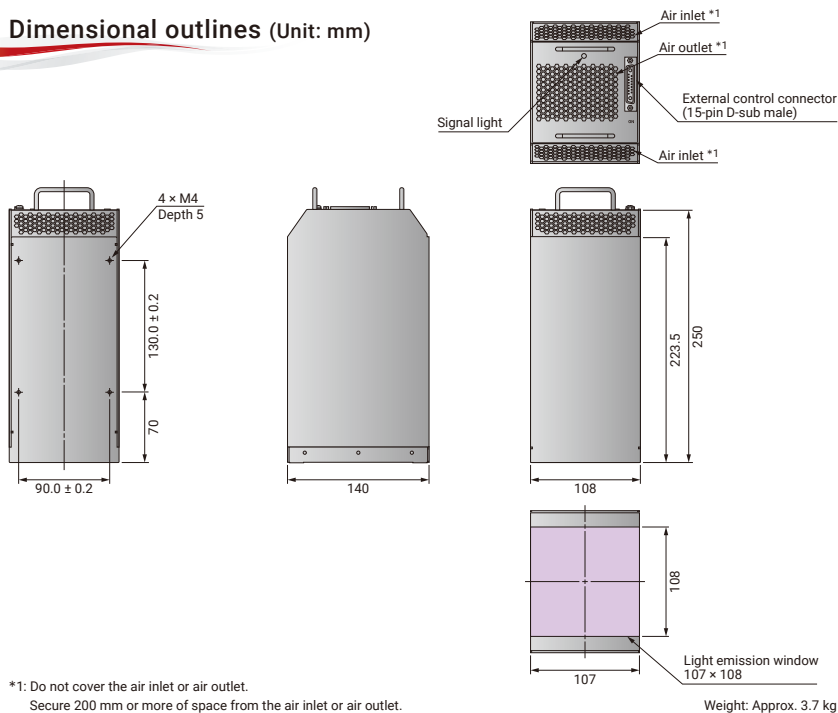 Dimensional outlines (Unit: mm)
Air inlet *1
Air outlet *1
External control connector
(15-pin D-sub male)
Signal light
Air inlet *1
4 × M4
Depth 5
130.0 ± 0.2
70
90.0 ± 0.2
140
223.5
250
108
108
107
Light emission window
107 × 108
*1: Do not cover the air inlet or air outlet.
Secure 200 mm or more of space from the air inlet or air outlet.
Weight: Approx. 3.7 kg